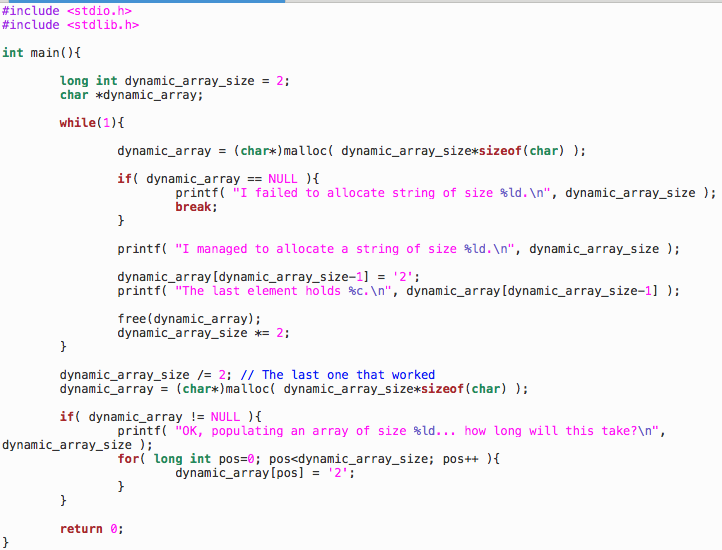 #include <stdio.h>
#include <stdlib.h>
int main(){
long int dynamic_array_size = 2;
char *dynamic_array;
while(1){
dynamic_array = (char*)malloc( dynamic_array_size*sizeof(char) );
if( dynamic_array == NULL ){
printf( "I failed to allocate string of size %ld.\n", dynamic_array_size );
break;
}
printf( "I managed to allocate a string of size %ld.\n", dynamic_array_size );
dynamic_array[dynamic_array_size-1] = '2';
printf( "The last element holds %c.\n", dynamic_array[dynamic_array_size-1] );
free(dynamic_array);
dynamic_array_size *= 2;
}
dynamic_array_size /= 2; // The last one that worked
dynamic_array = (char*)malloc( dynamic_array_size*sizeof(char) );
if( dynamic_array != NULL ){
printf( "OK, populating an array of size %ld... how long will this take?\n",
dynamic_array_size );
for( long int pos=0; pos<dynamic_array_size; pos++ ){
dynamic_array[pos] = '2';
}
}
return 0;
}